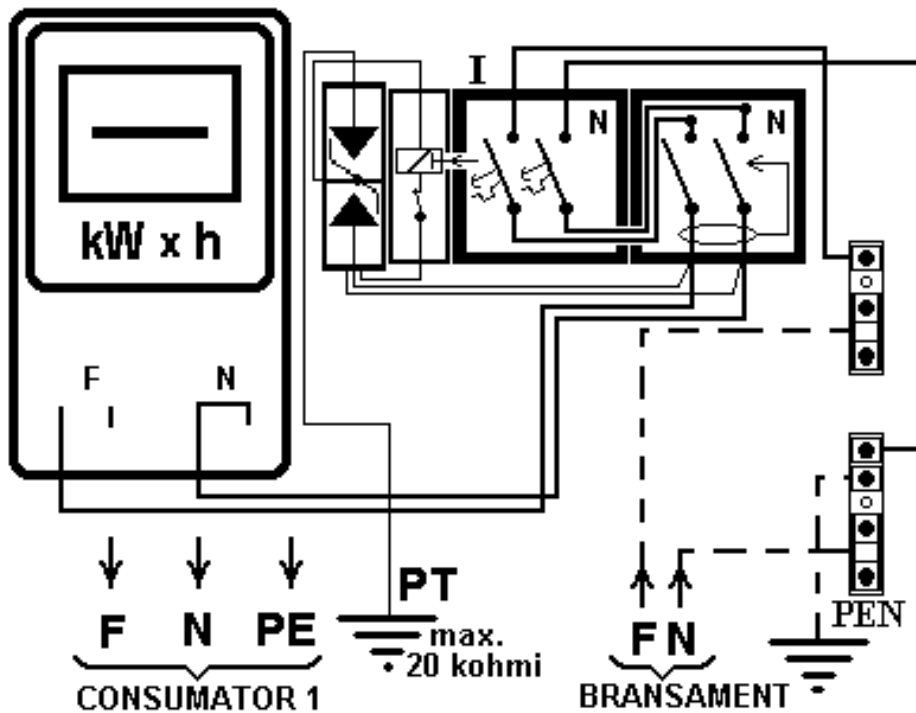 I
N
N
kW x h
F
N
PT
PEN
F
N
PE
max.
20 kohmi
F N
CONSUMATOR 1
BRANSAMENT